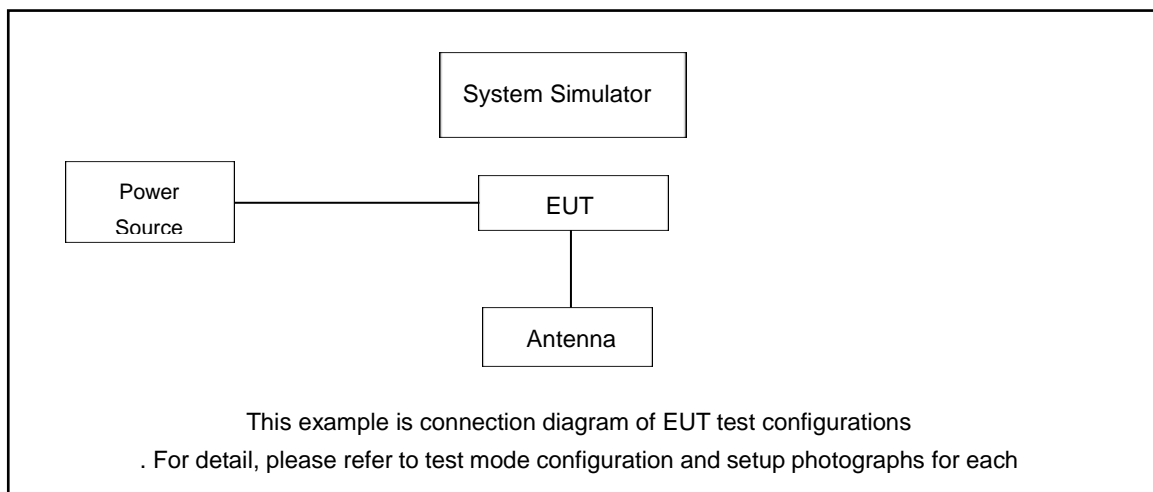 System Simulator
Power
Source
EUT
Antenna
This example is connection diagram of EUT test configurations
. For detail, please refer to test mode configuration and setup photographs for each